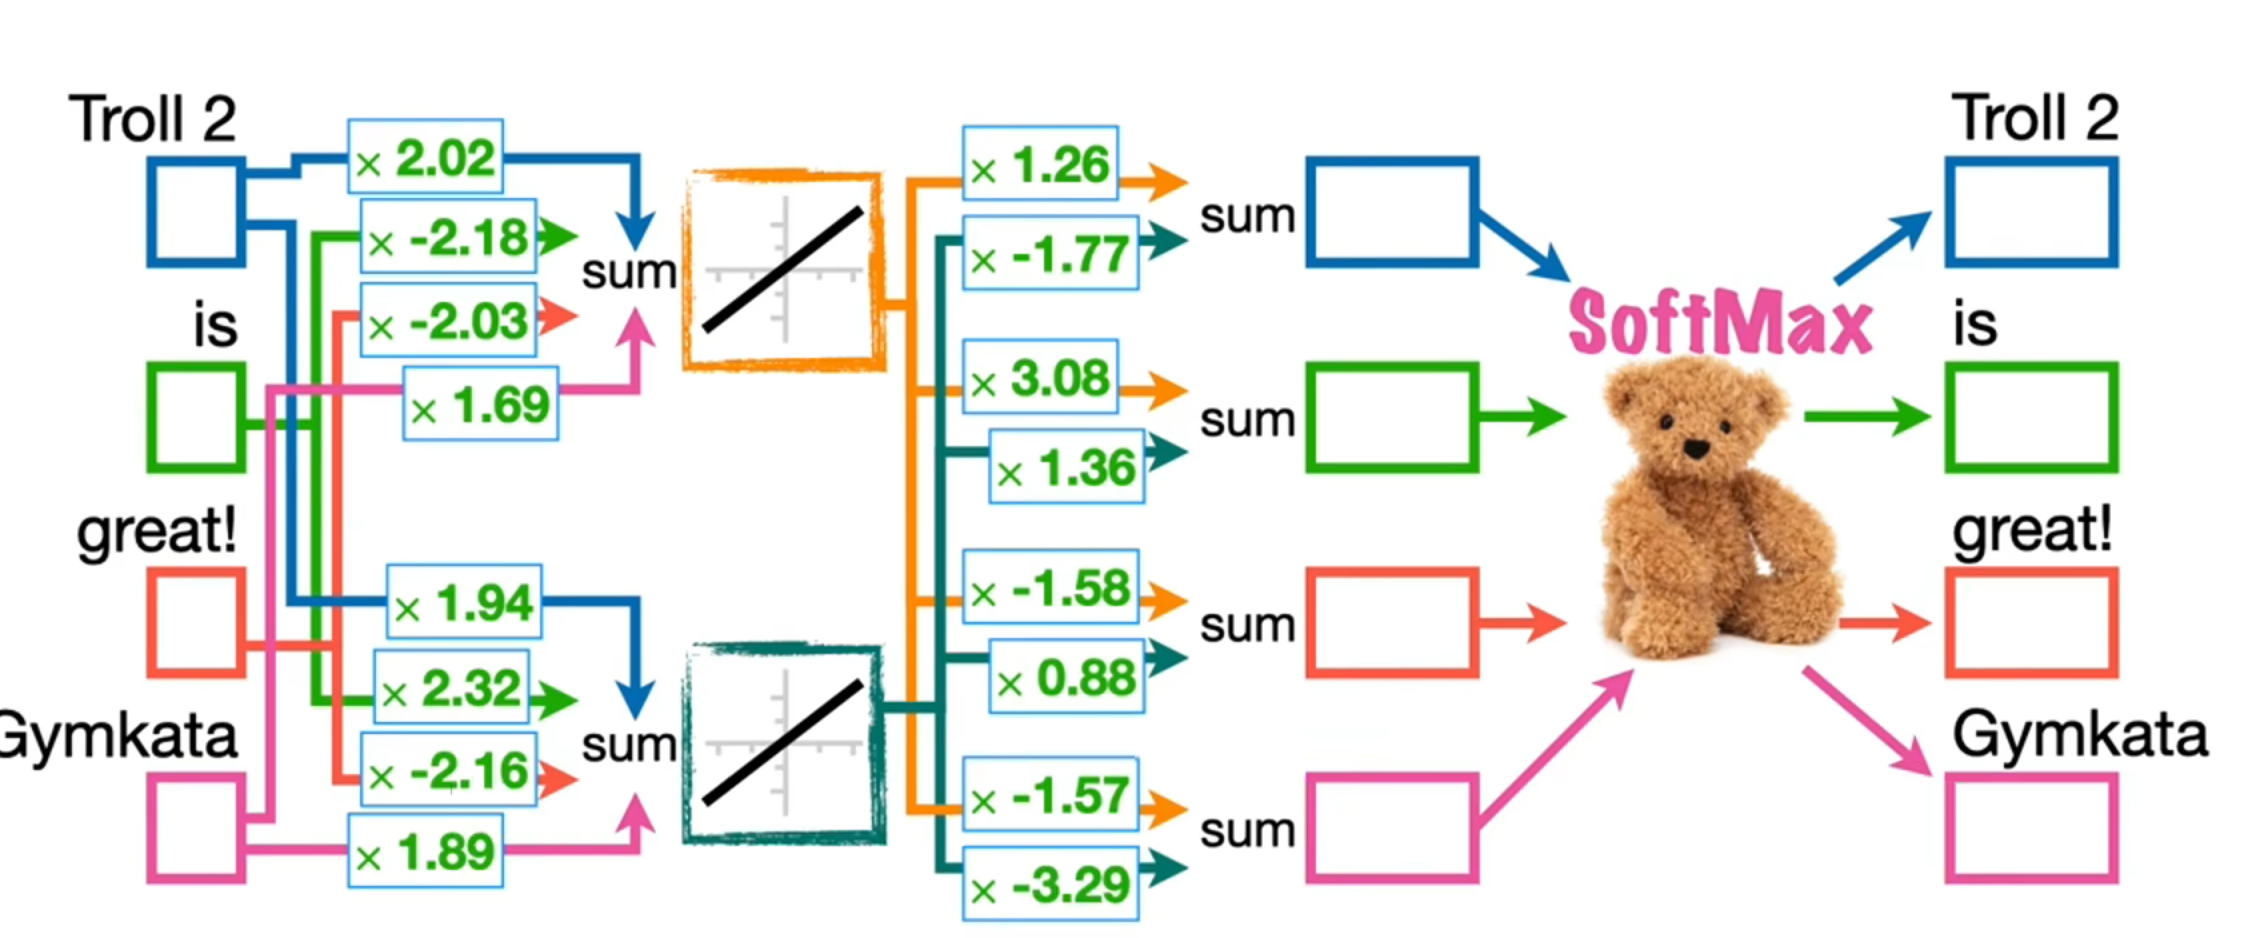 Troll 2
is
great!
Gymkata
× 2.02
× -2.18
× -2.03
× 1.69
sum
× 1.94
× 2.32
× -2.16
× 1.89
sum
× 1.26
× -1.77
sum
× 3.08
× 1.36
sum
× -1.58
× 0.88
sum
× -1.57
× -3.29
sum
SoftMax
Troll 2
is
great!
Gymkata